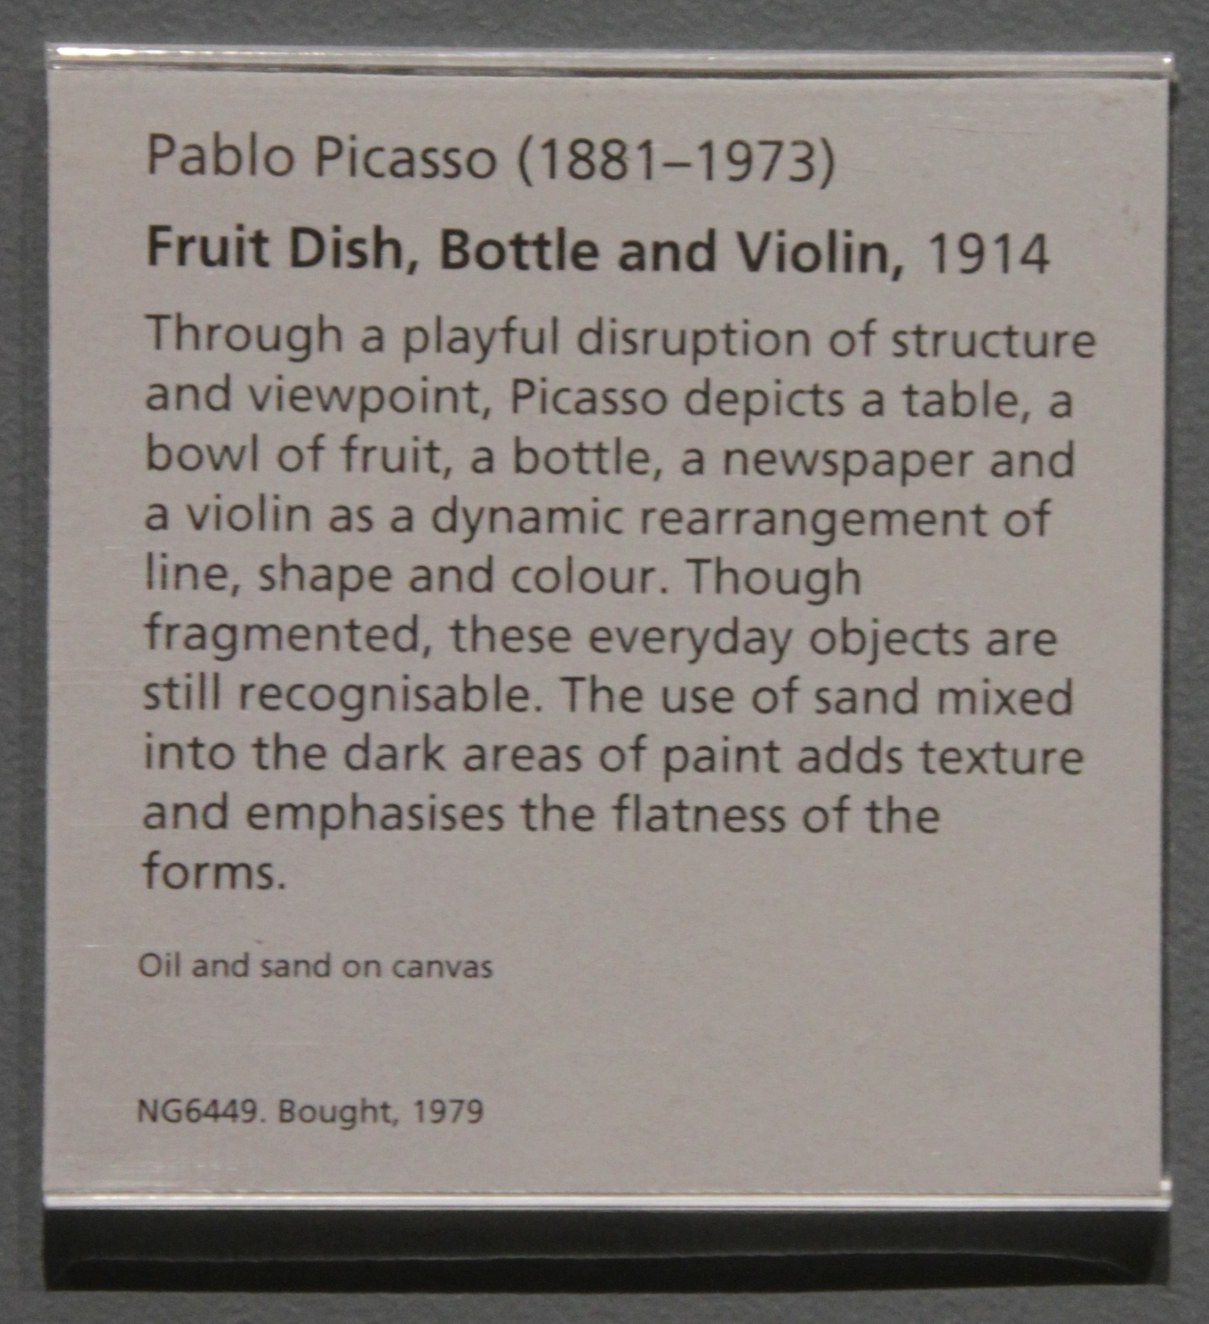 Pablo Picasso (1881–1973)
Fruit Dish, Bottle and Violin, 1914
Through a playful disruption of structure
and viewpoint, Picasso depicts a table, a
bowl of fruit, a bottle, a newspaper and
a violin as a dynamic rearrangement of
line, shape and colour. Though
fragmented, these everyday objects are
still recognisable. The use of sand mixed
into the dark areas of paint adds texture
and emphasises the flatness of the
forms.
Oil and sand on canvas
NG6449. Bought, 1979